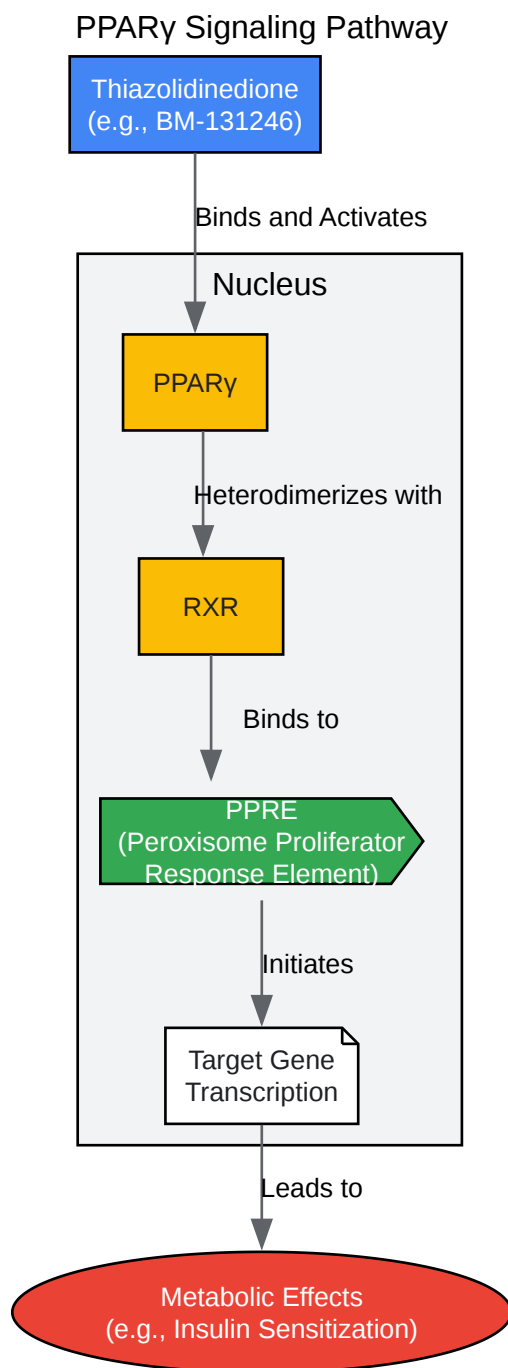 PPARγ Signaling Pathway
Thiazolidinedione
(e.g., BM-131246)
Binds and Activates
Nucleus
PPARγ
Heterodimerizes with
RXR
Binds to
PPRE
(Peroxisome Proliferator
Response Element)
Initiates
Target Gene
Transcription
Leads to
Metabolic Effects
(e.g., Insulin Sensitization)